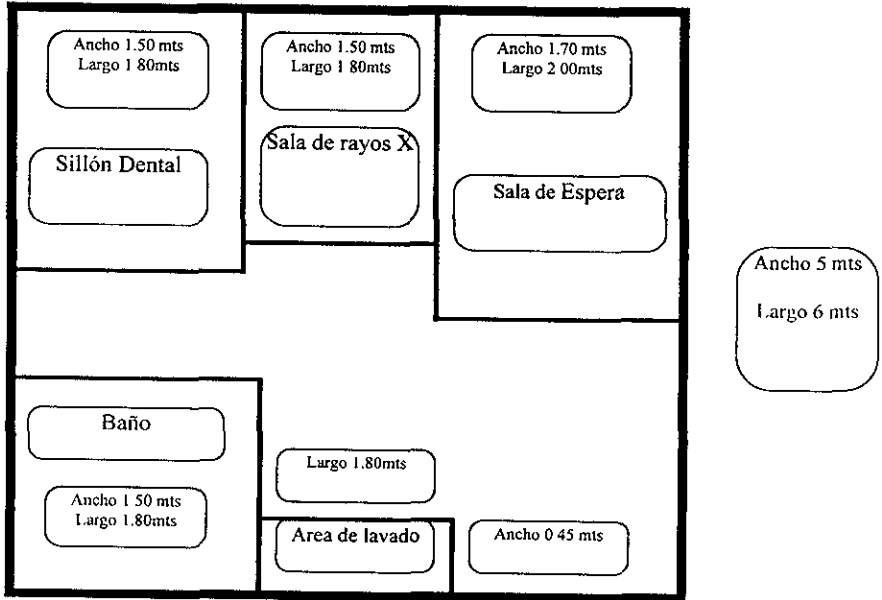 Ancho 1.50 mts
Largo 1 80mts
Ancho 1.50 mts
Largo 1 80mts
Ancho 1.70 mts
Largo 2 00mts
Sillón Dental
Sala de rayos X
Sala de Espera
Ancho 5 mts
Largo 6 mts
Baño
Ancho 1 50 mts
Largo 1.80mts
Largo 1.80mts
Area de lavado
Ancho 0 45 mts